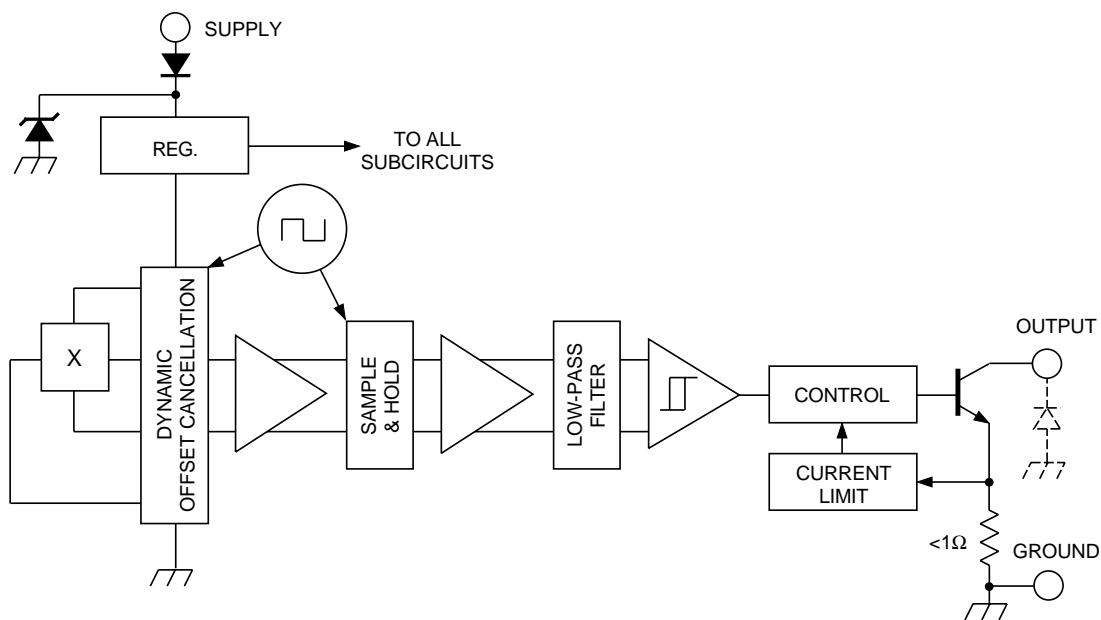 SUPPLY
REG.
TO ALL
SUBCIRCUITS
X
DYNAMIC
OFFSET CANCELLATION
SAMPLE
& HOLD
LOW-PASS
FILTER
CONTROL
CURRENT
LIMIT
OUTPUT
<1Ω
GROUND